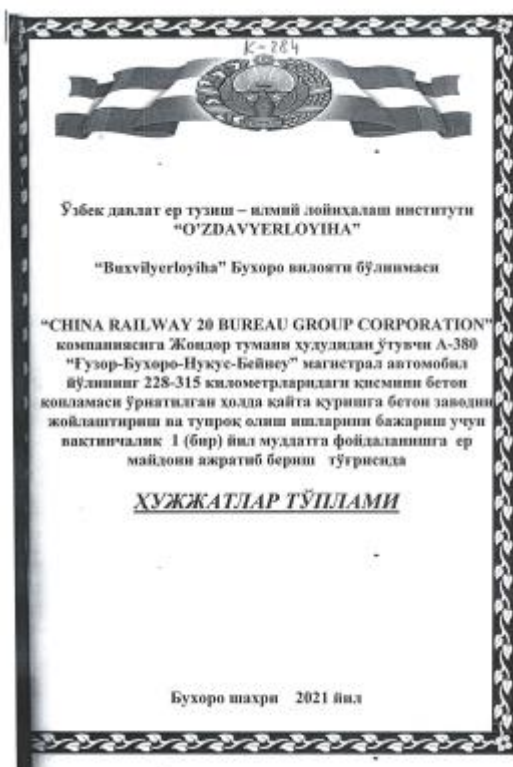 К-284
Ўзбек давлат ер тузиш – илмий лойиҳалаш институти
“O’ZDAVYERLOYIHA”
“Buxvilyerloyiha” Бухоро вилояти бўлинмаси
“CHINA RAILWAY 20 BUREAU GROUP CORPORATION”
компаниясига Жондор тумани ҳудудидан ўтувчи А-380
“Ғузор-Бухоро-Нукус-Бейнеу” магистрал автомобил
йўлининг 228-315 километрларидаги қисмини бетон
қопламаси ўрнатилган ҳолда қайта қуришга бетон заводин
жойлаштириш ва тупроқ олиш ишларини бажариш учун
вақтинчалик 1 (бир) йил муддатга фойдаланишга ер
майдони ажратиб бериш тўғрисида
ҲУЖЖАТЛАР ТЎПЛАМИ
Бухоро шаҳри 2021 йил